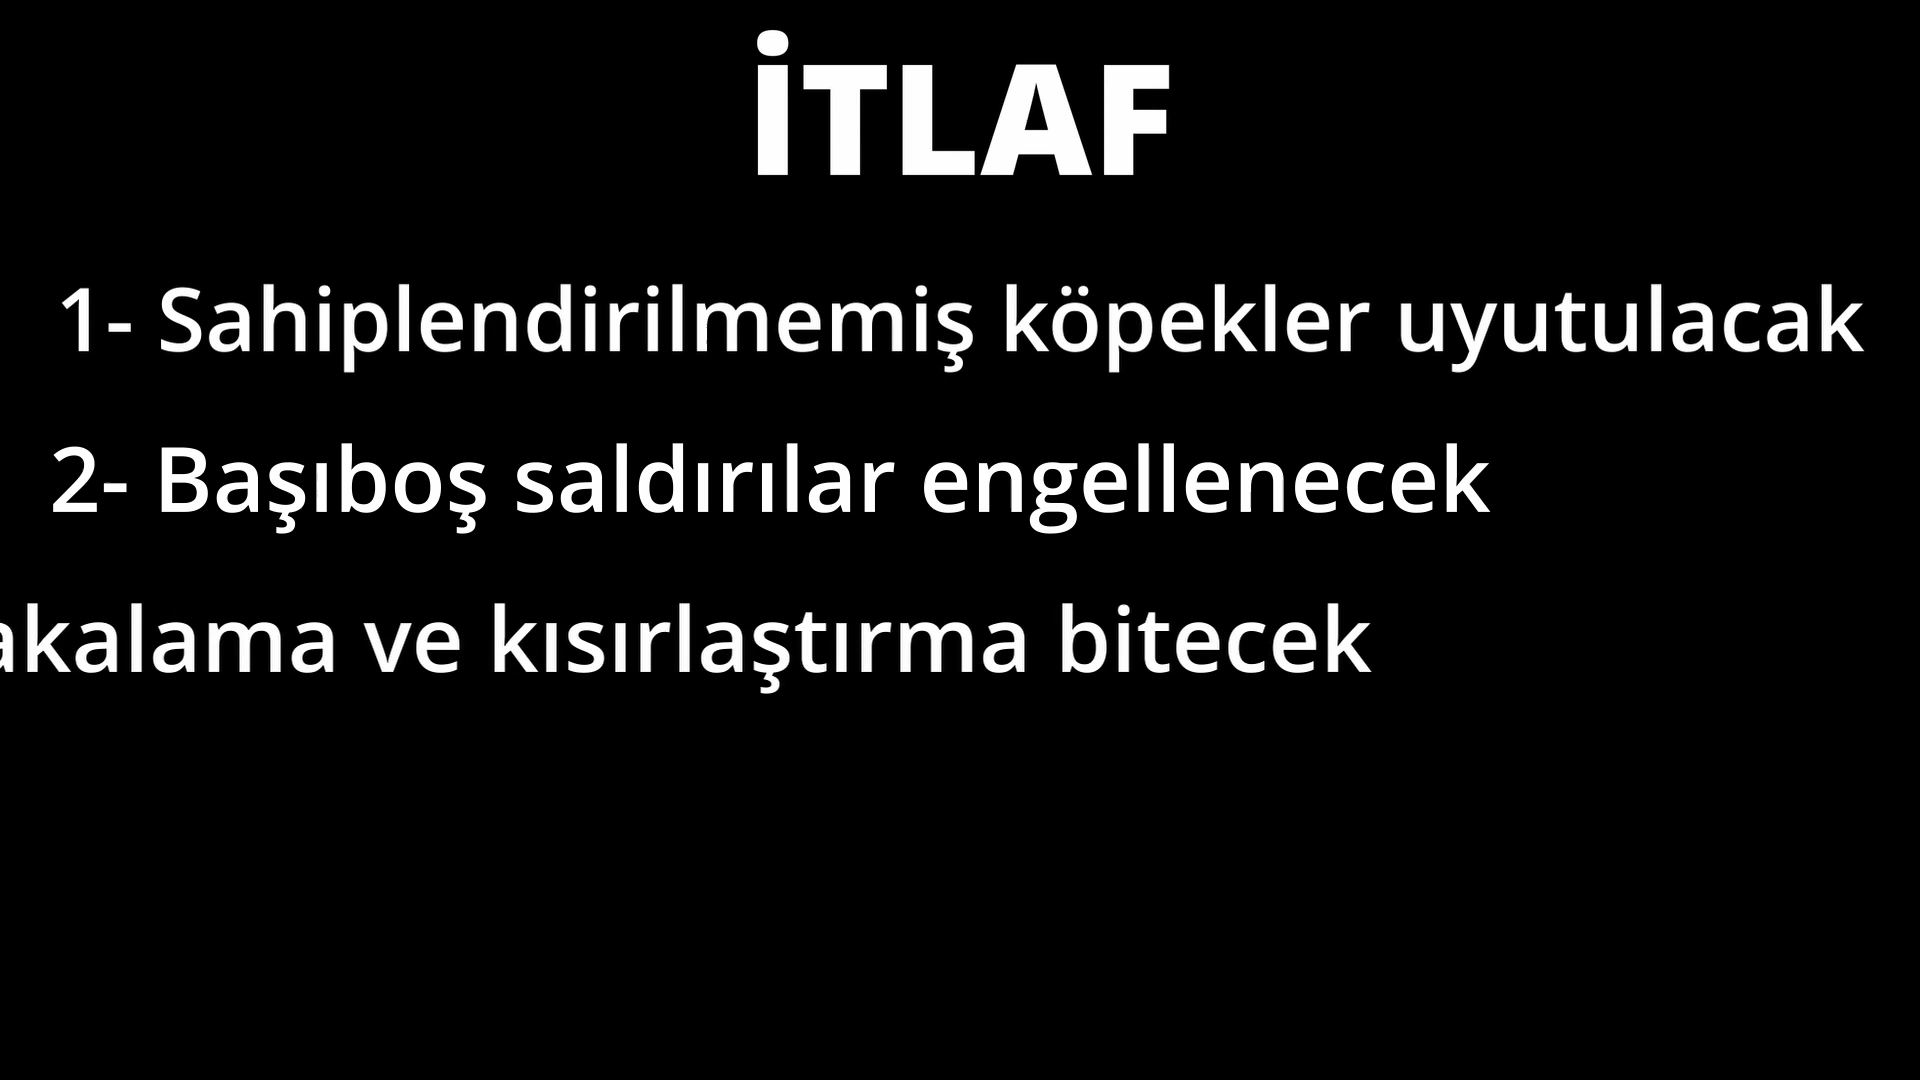 İTLAF
1- Sahiplendirilmemiş köpekler uyutulacak
2- Başıboş saldırılar engellenecek
akalama ve kısırlaştırma bitecek